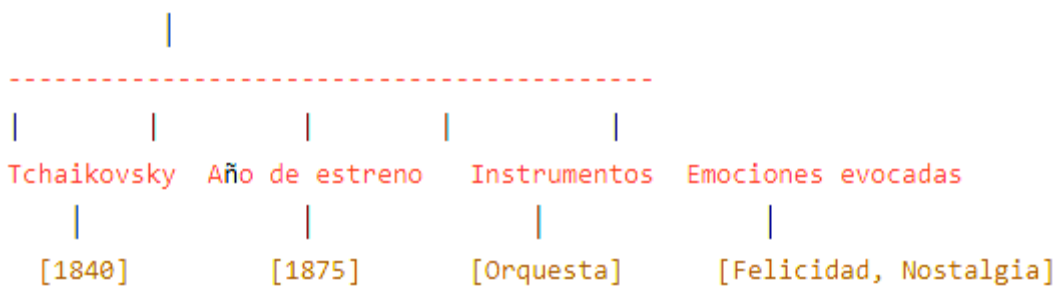 |
------------------------------------------
| | | | |
Tchaikovsky Año de estreno Instrumentos Emociones evocadas
| | | |
[1840] [1875] [Orquesta] [Felicidad, Nostalgia]